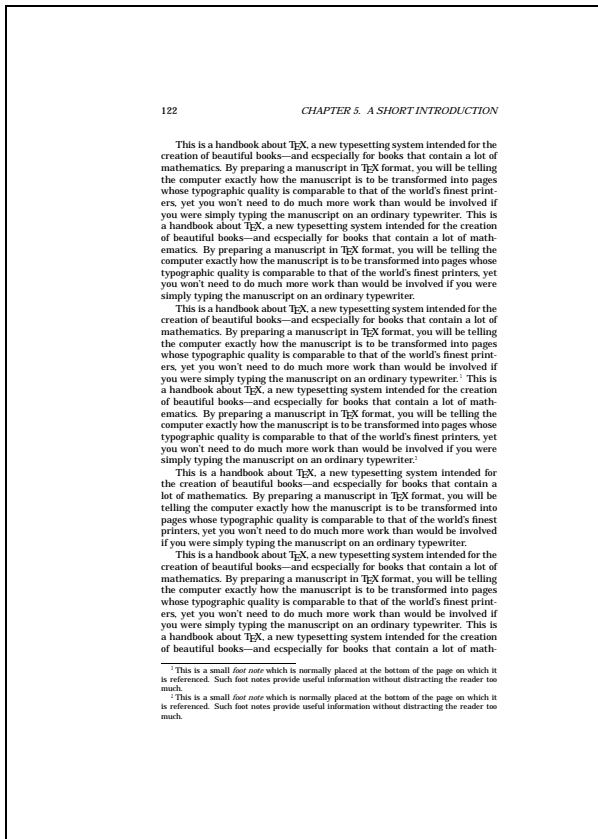 122 CHAPTER 5. A SHORT INTRODUCTION
This is a handbook about TEX, a new typesetting system intended for the
creation of beautiful books—and ecspecially for books that contain a lot of
mathematics. By preparing a manuscript in TEX format, you will be telling
the computer exactly how the manuscript is to be transformed into pages
whose typographic quality is comparable to that of the world's finest print-
ers, yet you won't need to do much more work than would be involved if
you were simply typing the manuscript on an ordinary typewriter. This is
a handbook about TEX, a new typesetting system intended for the creation
of beautiful books—and ecspecially for books that contain a lot of math-
ematics. By preparing a manuscript in TEX format, you will be telling the
computer exactly how the manuscript is to be transformed into pages whose
typographic quality is comparable to that of the world's finest printers, yet
you won't need to do much more work than would be involved if you were
simply typing the manuscript on an ordinary typewriter.
This is a handbook about TEX, a new typesetting system intended for the
creation of beautiful books—and ecspecially for books that contain a lot of
mathematics. By preparing a manuscript in TEX format, you will be telling
the computer exactly how the manuscript is to be transformed into pages
whose typographic quality is comparable to that of the world's finest print-
ers, yet you won't need to do much more work than would be involved if
you were simply typing the manuscript on an ordinary typewriter.¹ This is
a handbook about TEX, a new typesetting system intended for the creation
of beautiful books—and ecspecially for books that contain a lot of math-
ematics. By preparing a manuscript in TEX format, you will be telling the
computer exactly how the manuscript is to be transformed into pages whose
typographic quality is comparable to that of the world's finest printers, yet
you won't need to do much more work than would be involved if you were
simply typing the manuscript on an ordinary typewriter.²
This is a handbook about TEX, a new typesetting system intended for
the creation of beautiful books—and ecspecially for books that contain a
lot of mathematics. By preparing a manuscript in TEX format, you will be
telling the computer exactly how the manuscript is to be transformed into
pages whose typographic quality is comparable to that of the world's finest
printers, yet you won't need to do much more work than would be involved
if you were simply typing the manuscript on an ordinary typewriter.
This is a handbook about TEX, a new typesetting system intended for the
creation of beautiful books—and ecspecially for books that contain a lot of
mathematics. By preparing a manuscript in TEX format, you will be telling
the computer exactly how the manuscript is to be transformed into pages
whose typographic quality is comparable to that of the world's finest print-
ers, yet you won't need to do much more work than would be involved if
you were simply typing the manuscript on an ordinary typewriter. This is
a handbook about TEX, a new typesetting system intended for the creation
of beautiful books—and ecspecially for books that contain a lot of math-
¹ This is a small foot note which is normally placed at the bottom of the page on which it
is referenced. Such foot notes provide useful information without distracting the reader too
much.
² This is a small foot note which is normally placed at the bottom of the page on which it
is referenced. Such foot notes provide useful information without distracting the reader too
much.